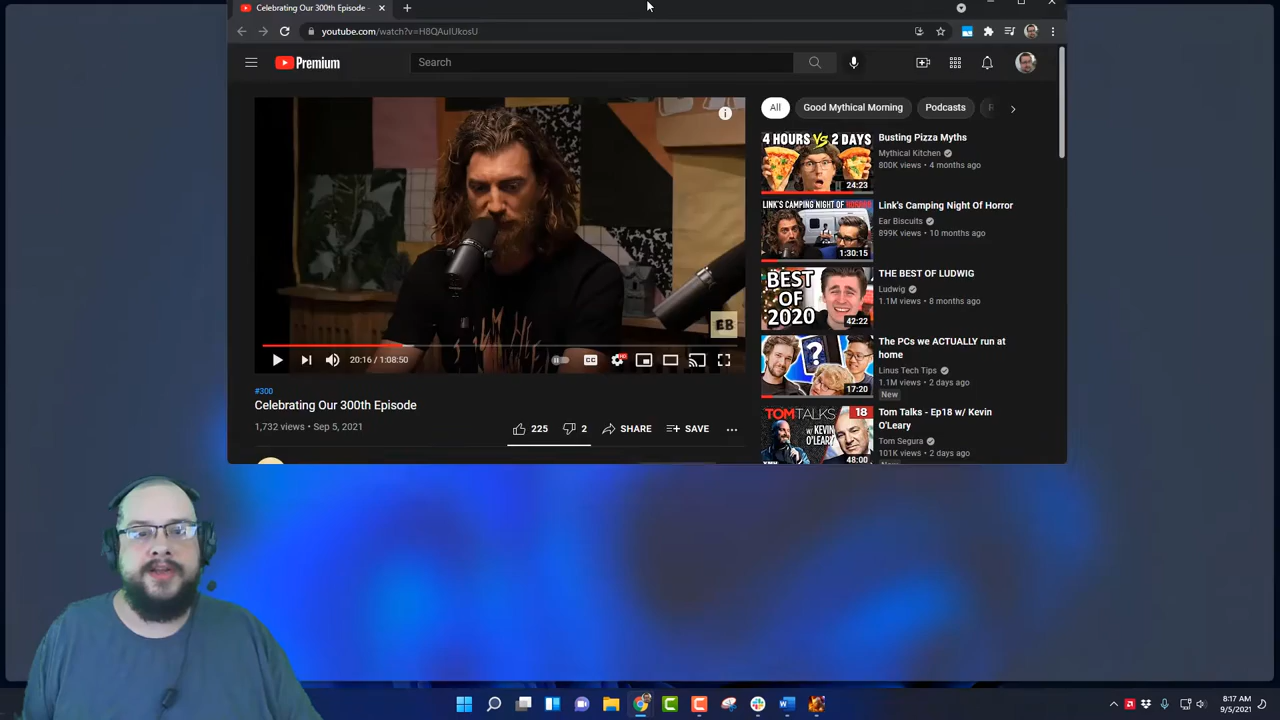 Celebrating Our 300th Episode -
youtube.com/watch?v=H8QAuIUkosU
Premium
Search
All
Good Mythical Morning
Podcasts
EB
20:16 / 1:08:50
CC
HD
#300
Celebrating Our 300th Episode
1,732 views • Sep 5, 2021
225
2
SHARE
SAVE
4 HOURS VS 2 DAYS
24:23
Busting Pizza Myths
Mythical Kitchen
800K views • 4 months ago
LINK'S CAMPING NIGHT OF HORROR
1:30:15
Link's Camping Night Of Horror
Ear Biscuits
899K views • 10 months ago
BEST
OF
2020
42:22
THE BEST OF LUDWIG
Ludwig
1.1M views • 8 months ago
17:20
The PCs we ACTUALLY run at
home
Linus Tech Tips
1.1M views • 2 days ago
New
TOM TALKS
18
48:00
Tom Talks - Ep18 w/ Kevin
O'Leary
Tom Segura
101K views • 2 days ago
8:17 AM
9/5/2021